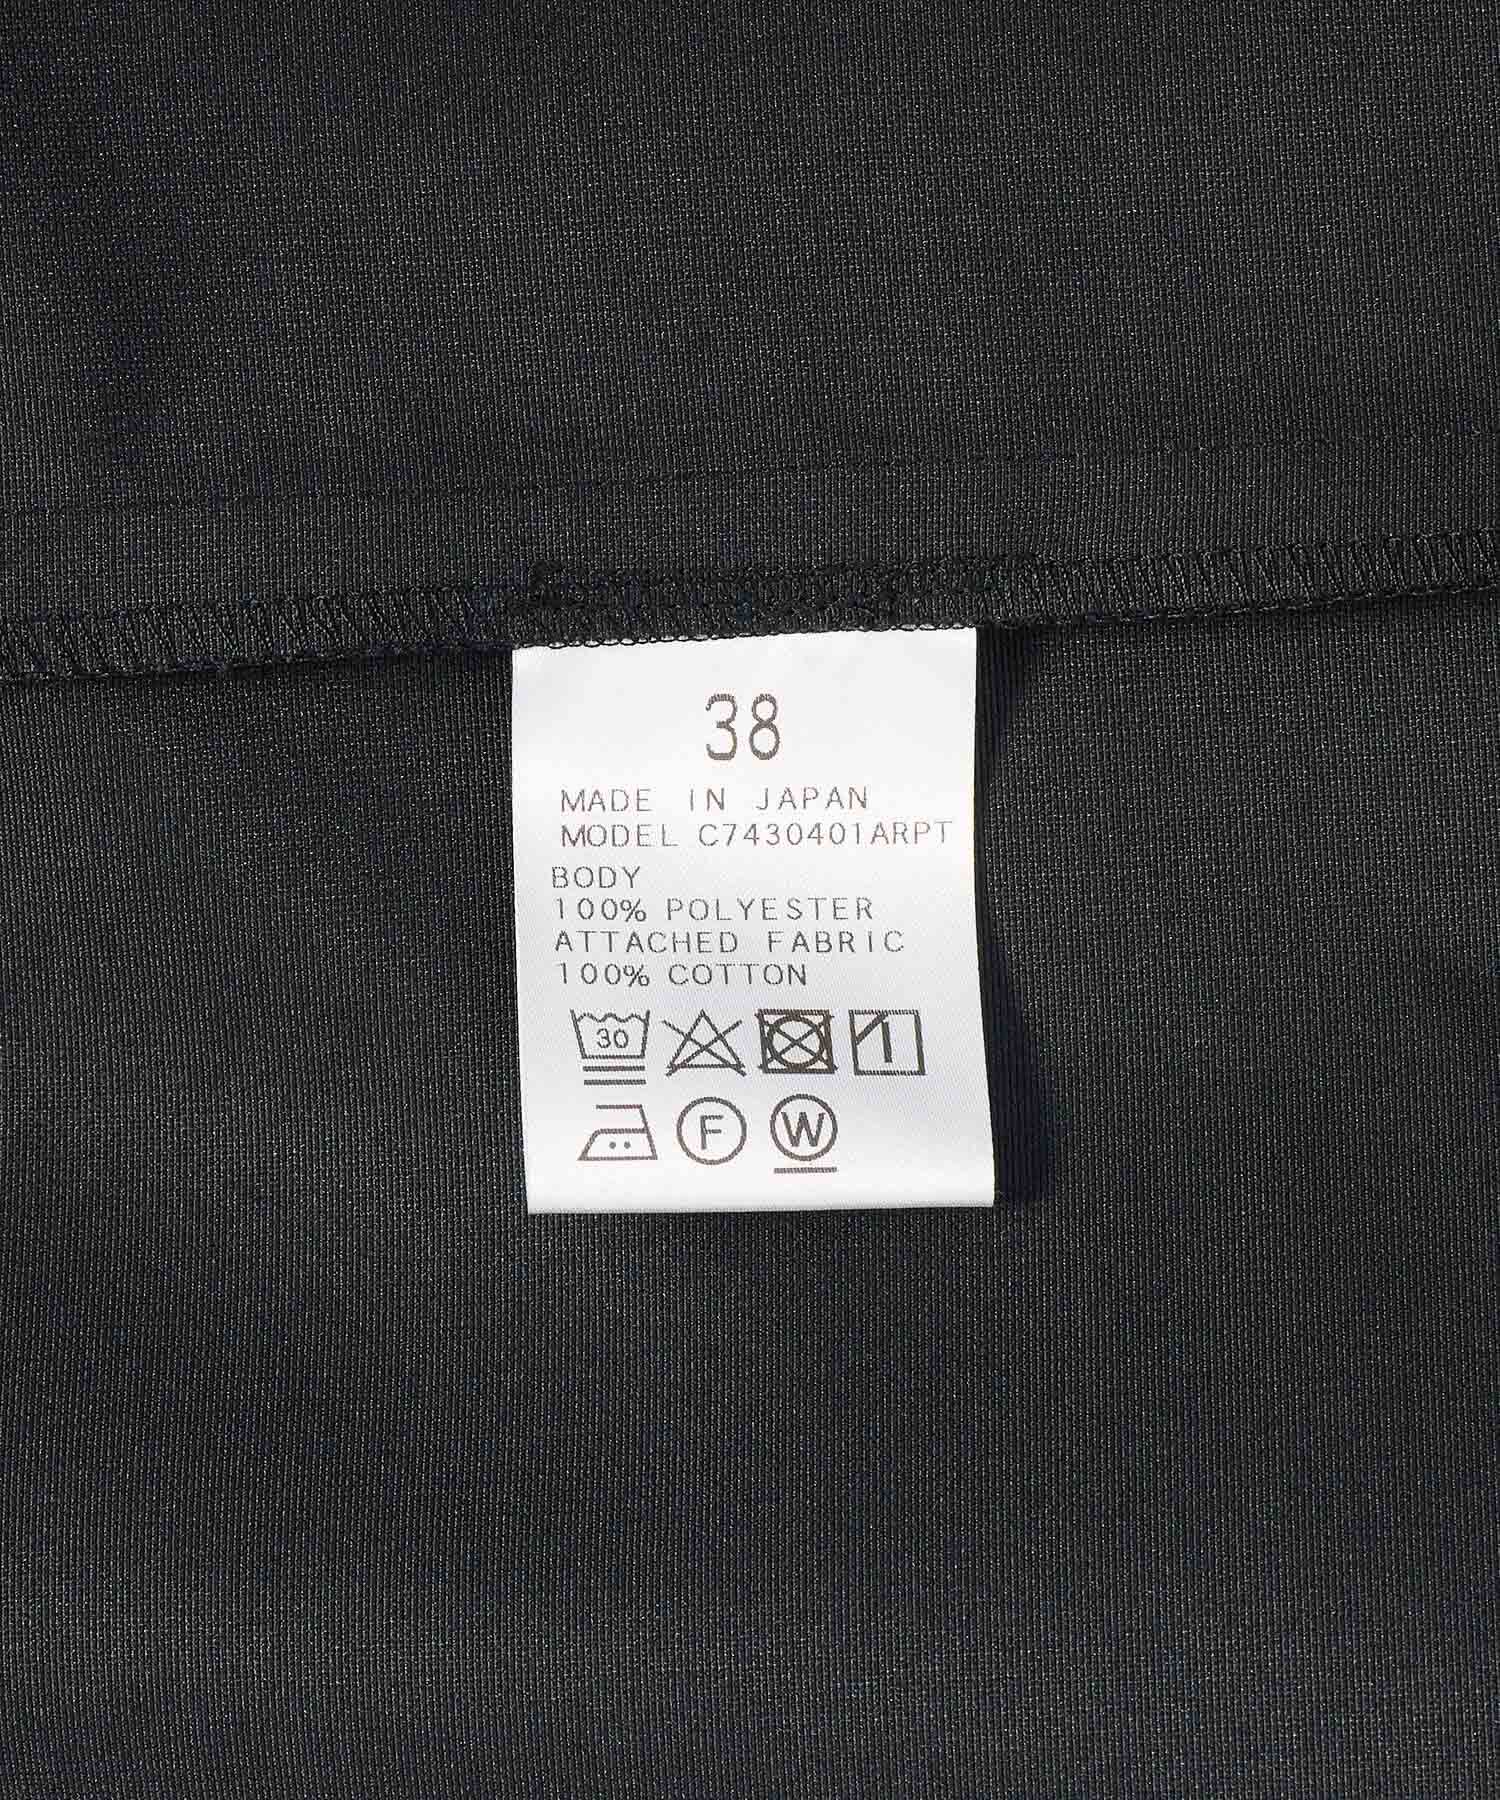 38
MADE IN JAPAN
MODEL C7430401ARPT
BODY
100% POLYESTER
ATTACHED FABRIC
100% COTTON
30
F W